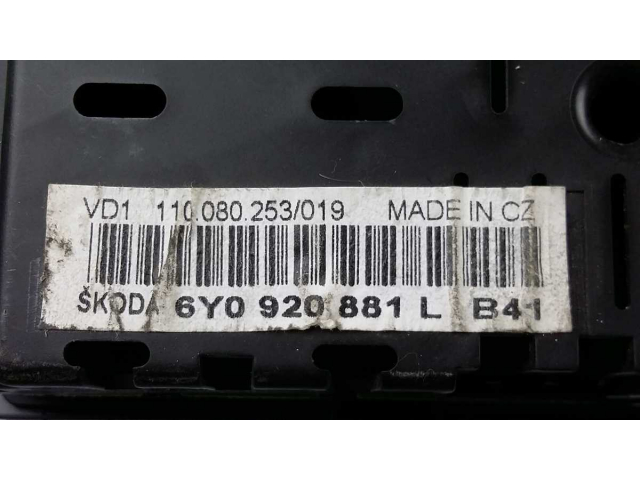 VD1 110.080.253/019 MADE IN CZ
ŠKODA 6Y0 920 881 L B41